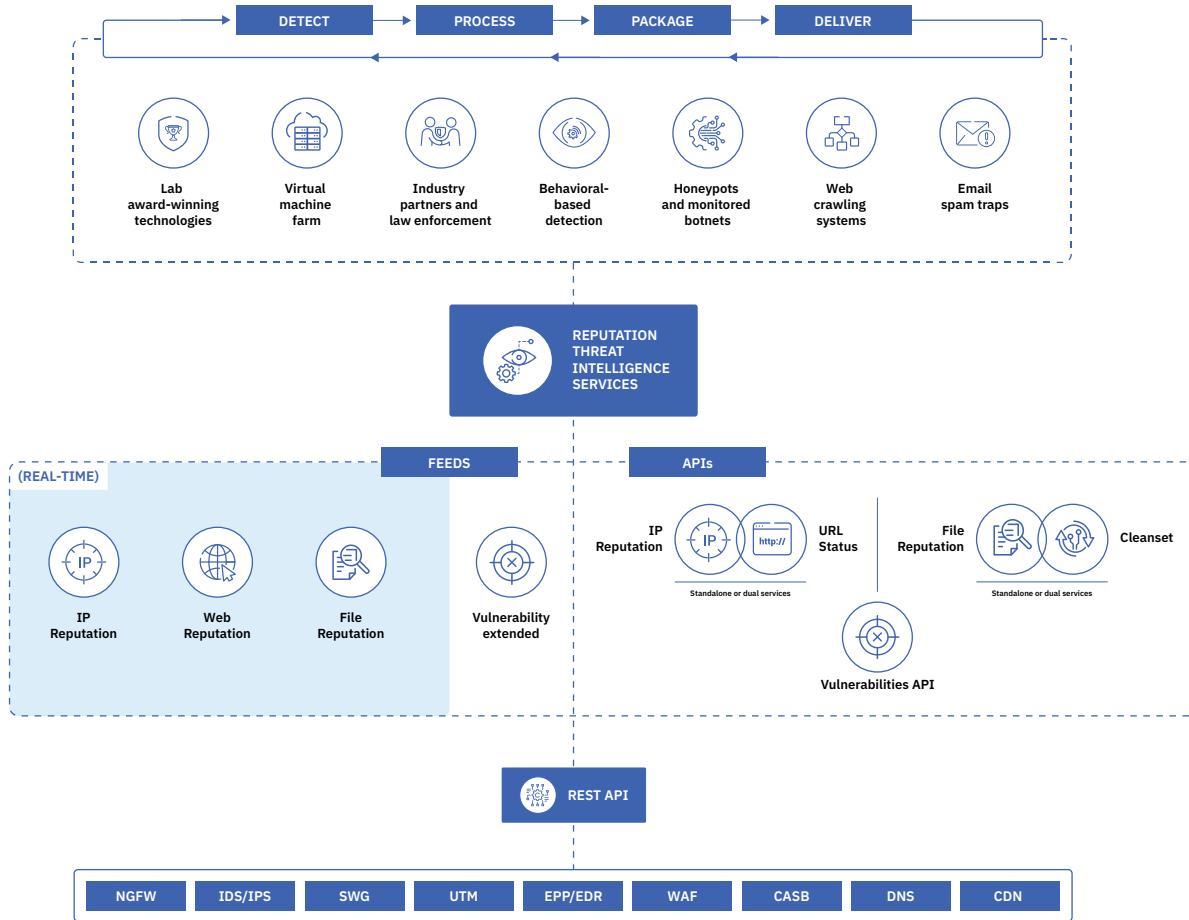 DETECT
PROCESS
PACKAGE
DELIVER
Lab
award-winning
technologies
Virtual
machine
farm
Industry
partners and
law enforcement
Behavioral-
based
detection
Honeypots
and monitored
botnets
Web
crawling
systems
Email
spam traps
REPUTATION
THREAT
INTELLIGENCE
SERVICES
FEEDS
(REAL-TIME)
IP
IP
Reputation
Web
Reputation
File
Reputation
Vulnerability
extended
APIs
IP
Reputation
IP
http://
URL
Status
Standalone or dual services
File
Reputation
Cleanset
Standalone or dual services
Vulnerabilities API
REST API
NGFW
IDS/IPS
SWG
UTM
EPP/EDR
WAF
CASB
DNS
CDN